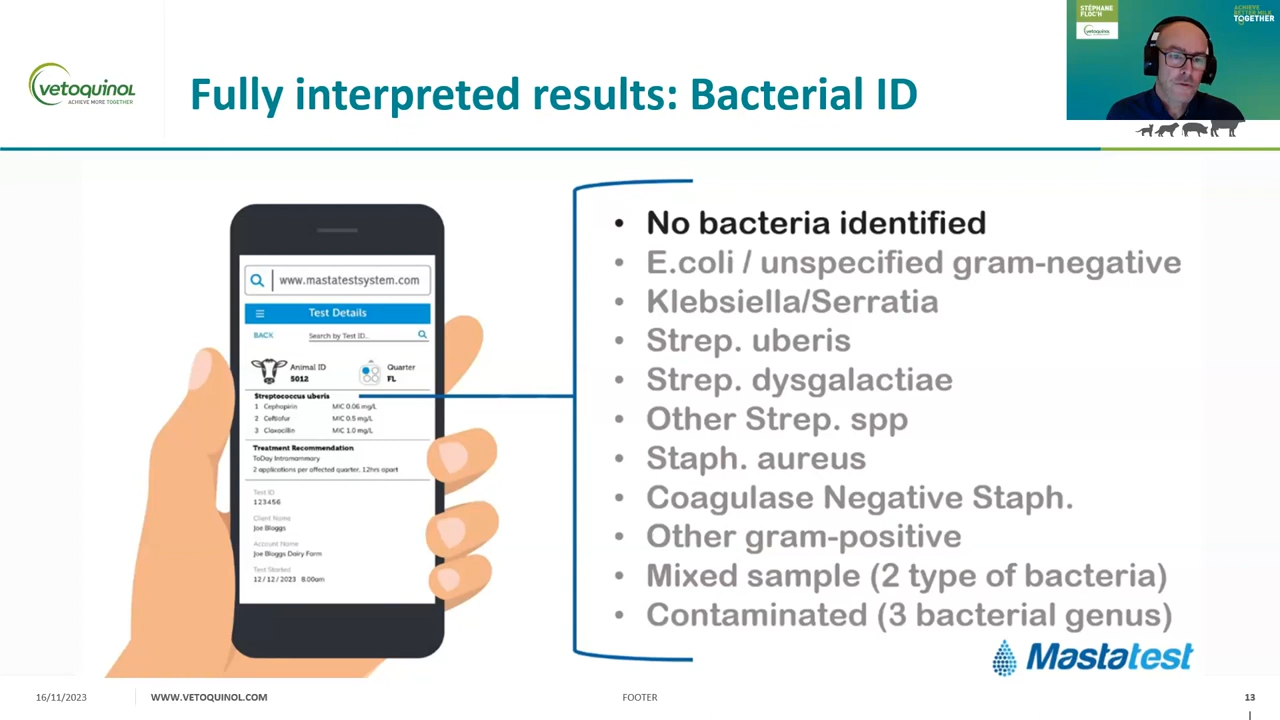 STÉPHANE
FLOC'H
vetoquinol
ACHIEVE
BETTER MILK
TOGETHER
vetoquinol
ACHIEVE MORE TOGETHER
Fully interpreted results: Bacterial ID
www.mastatestsystem.com
Test Details
BACK
Search by Test ID...
Animal ID
5012
Quarter
FL
Streptococcus uberis
1 Cephapirin MIC 0.06 mg/L
2 Ceftiofur MIC 0.5 mg/L
3 Cloxacillin MIC 1.0 mg/L
Treatment Recommendation
ToDay Intramammary
2 applications per affected quarter, 12hrs apart
Test ID
123456
Client Name
Joe Bloggs
Account Name
Joe Bloggs Dairy Farm
Test Started
12/12/2023 8.00am
• No bacteria identified
• E.coli / unspecified gram-negative
• Klebsiella/Serratia
• Strep. uberis
• Strep. dysgalactiae
• Other Strep. spp
• Staph. aureus
• Coagulase Negative Staph.
• Other gram-positive
• Mixed sample (2 type of bacteria)
• Contaminated (3 bacterial genus)
Mastatest
16/11/2023
WWW.VETOQUINOL.COM
FOOTER
13